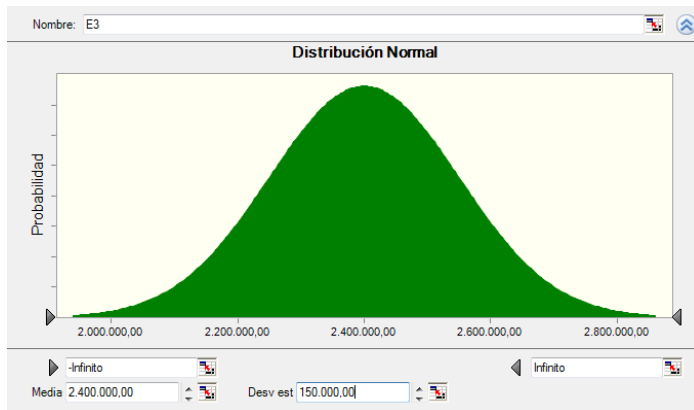 Nombre: E3
Distribución Normal
Probabilidad
2.000.000,00 2.200.000,00 2.400.000,00 2.600.000,00 2.800.000,00
-Infinito Infinito
Media 2.400.000,00 Desv est 150.000,00